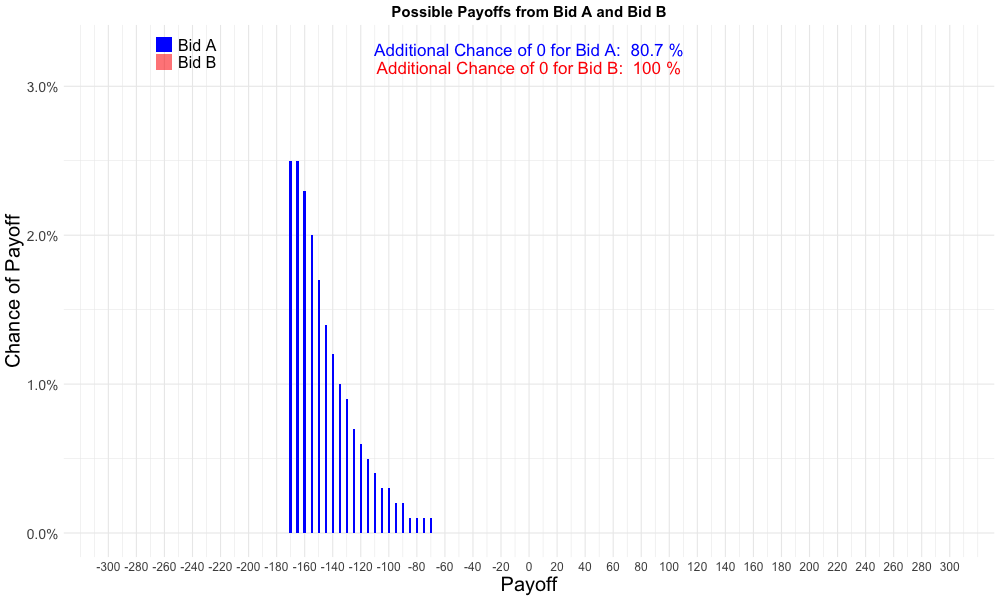 Possible Payoffs from Bid A and Bid B
Bid A
Bid B
Additional Chance of 0 for Bid A:  80.7 %
Additional Chance of 0 for Bid B:  100 %
Chance of Payoff
3.0%
2.0%
1.0%
0.0%
-300 -280 -260 -240 -220 -200 -180 -160 -140 -120 -100 -80 -60 -40 -20 0 20 40 60 80 100 120 140 160 180 200 220 240 260 280 300
Payoff